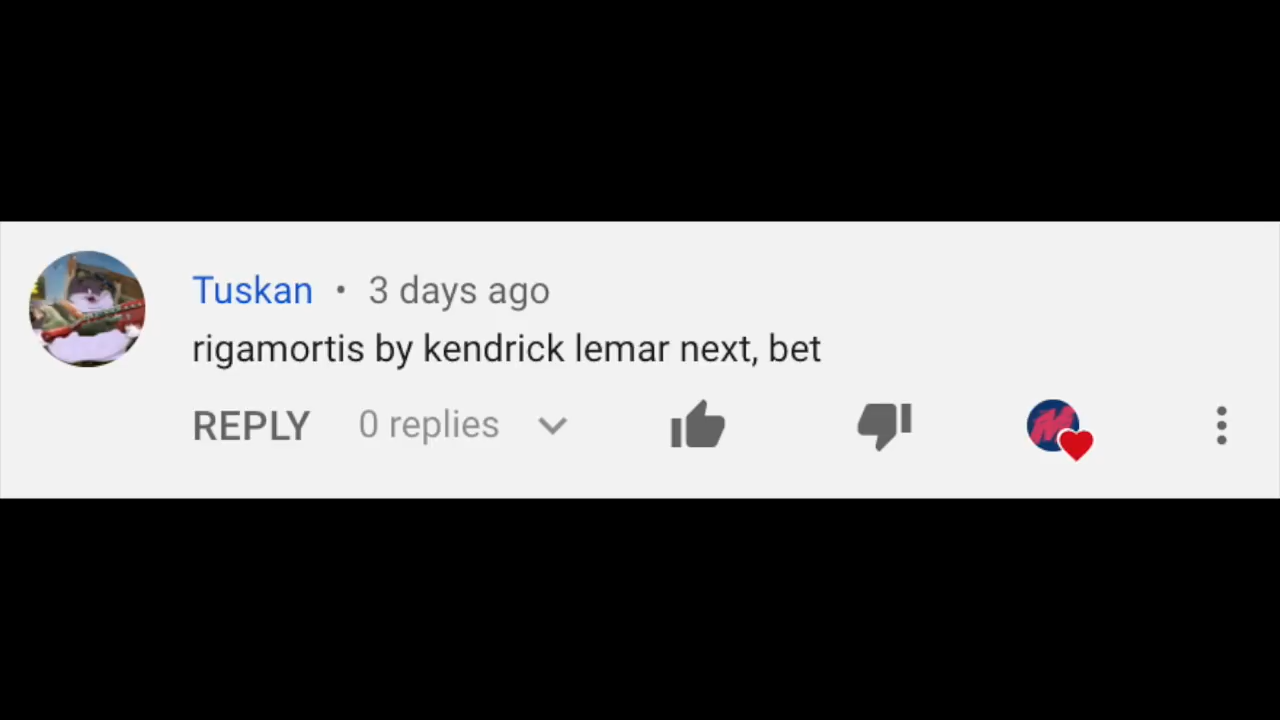 Tuskan • 3 days ago
rigamortis by kendrick lemar next, bet
REPLY 0 replies